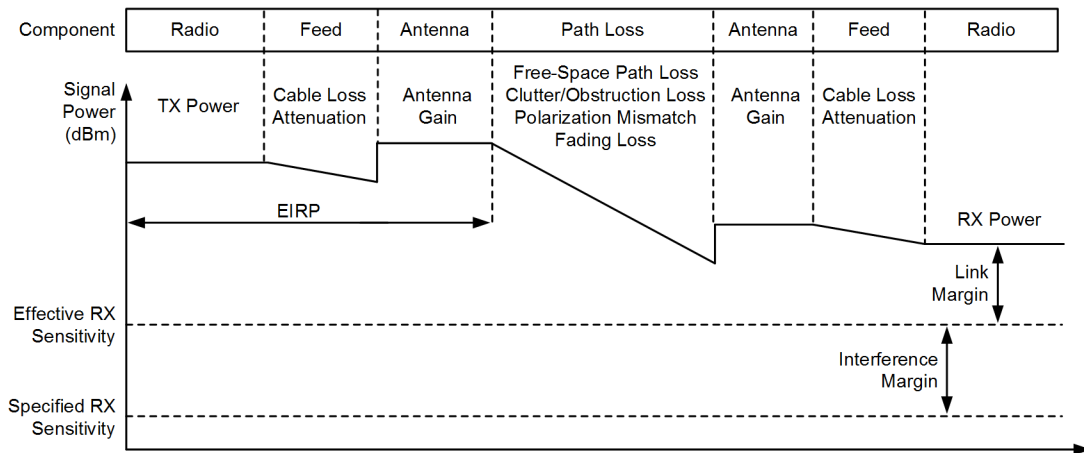 Component
Radio
Feed
Antenna
Path Loss
Antenna
Feed
Radio
Signal
Power
(dBm)
TX Power
Cable Loss
Attenuation
Antenna
Gain
Free-Space Path Loss
Clutter/Obstruction Loss
Polarization Mismatch
Fading Loss
Antenna
Gain
Cable Loss
Attenuation
EIRP
RX Power
Link
Margin
Effective RX
Sensitivity
Interference
Margin
Specified RX
Sensitivity